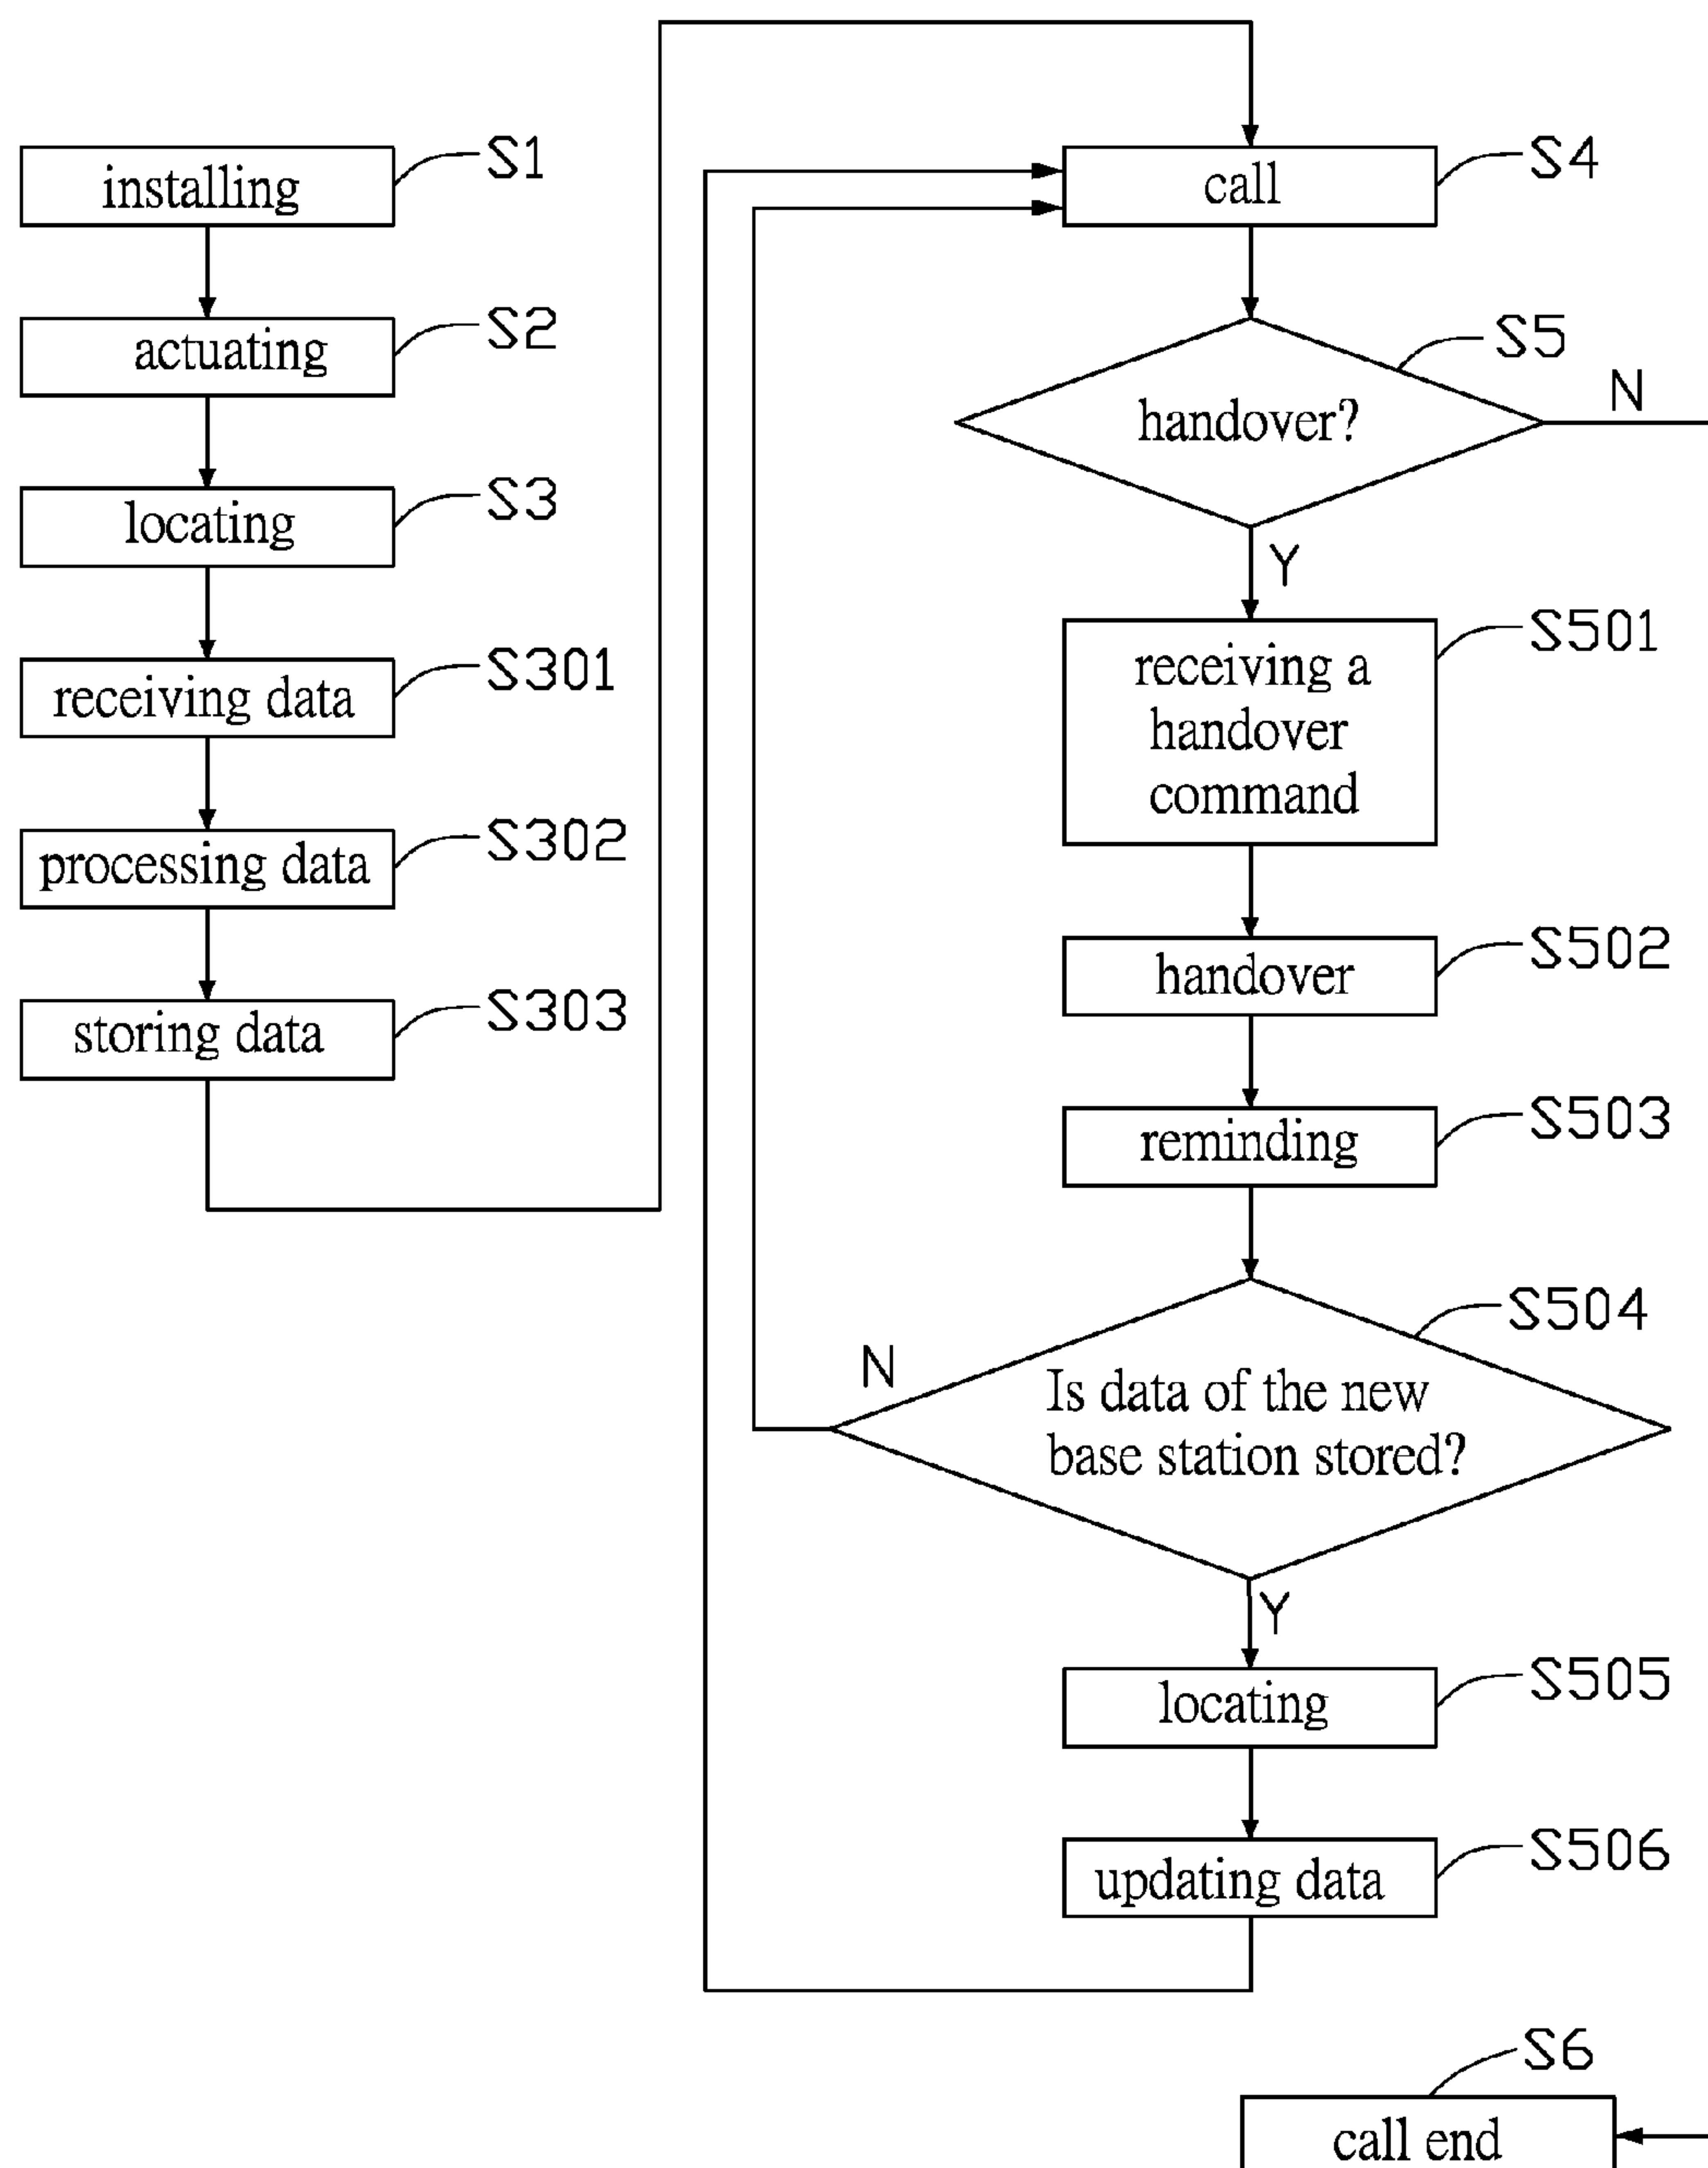 installing
S1
actuating
S2
locating
S3
receiving data
S301
processing data
S302
storing data
S303
call
S4
handover?
S5
N
Y
receiving a
handover
command
S501
handover
S502
reminding
S503
Is data of the new
base station stored?
S504
N
Y
locating
S505
updating data
S506
call end
S6